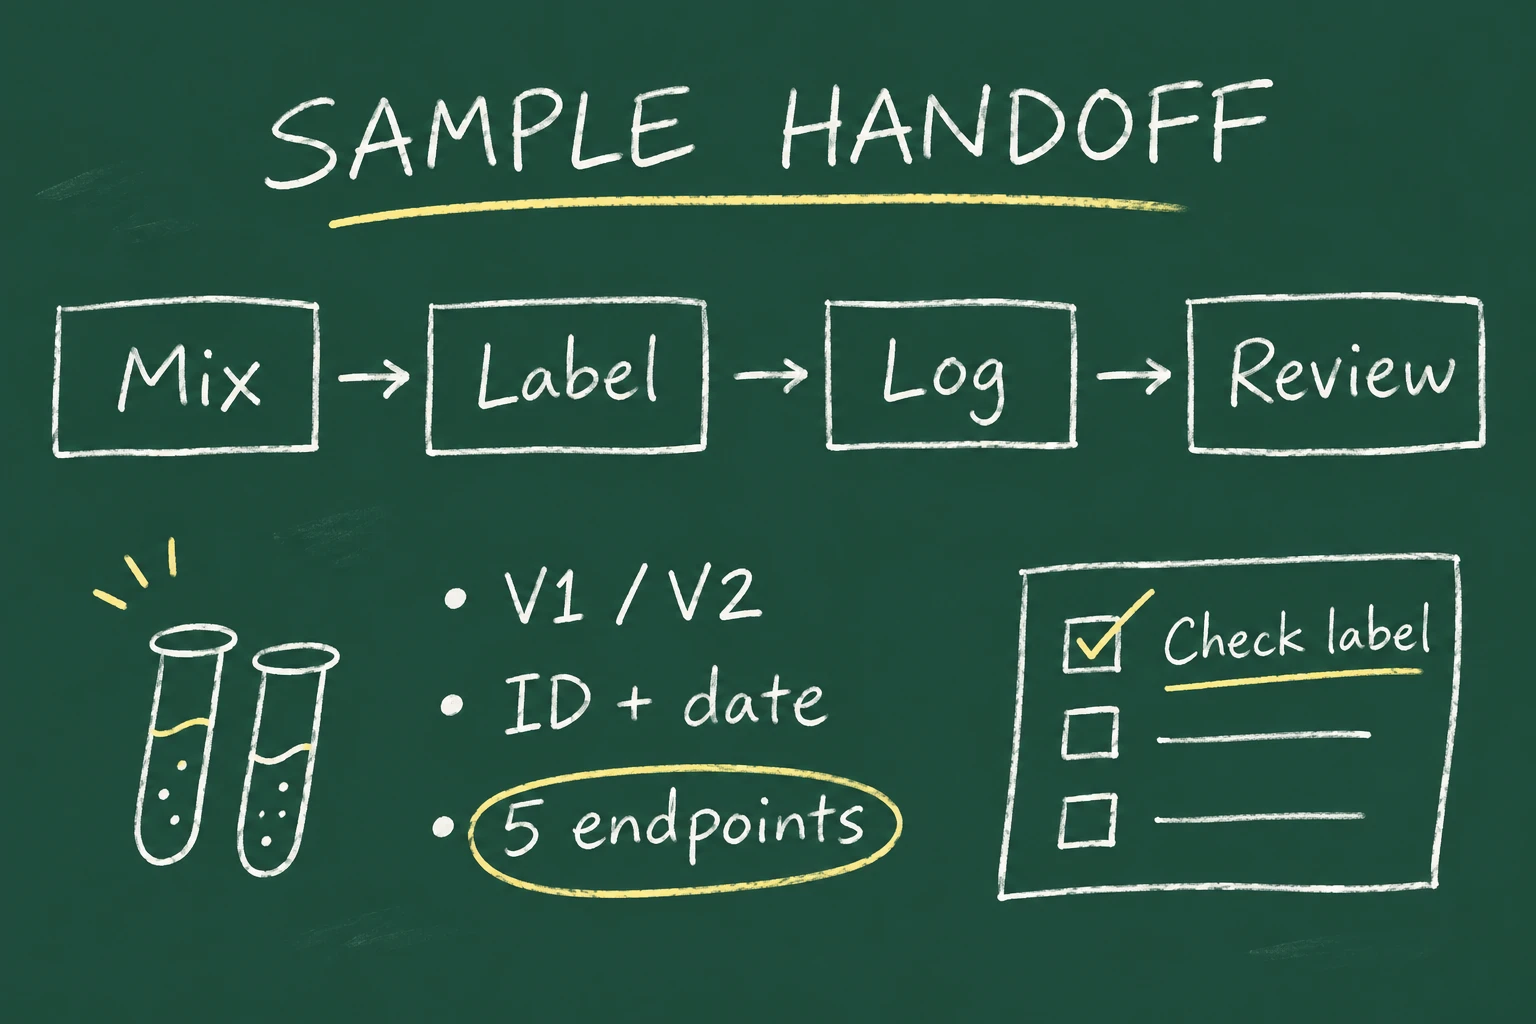 SAMPLE HANDOFF
Mix → Label → Log → Review
• V1 / V2
• ID + date
• 5 endpoints
Check label